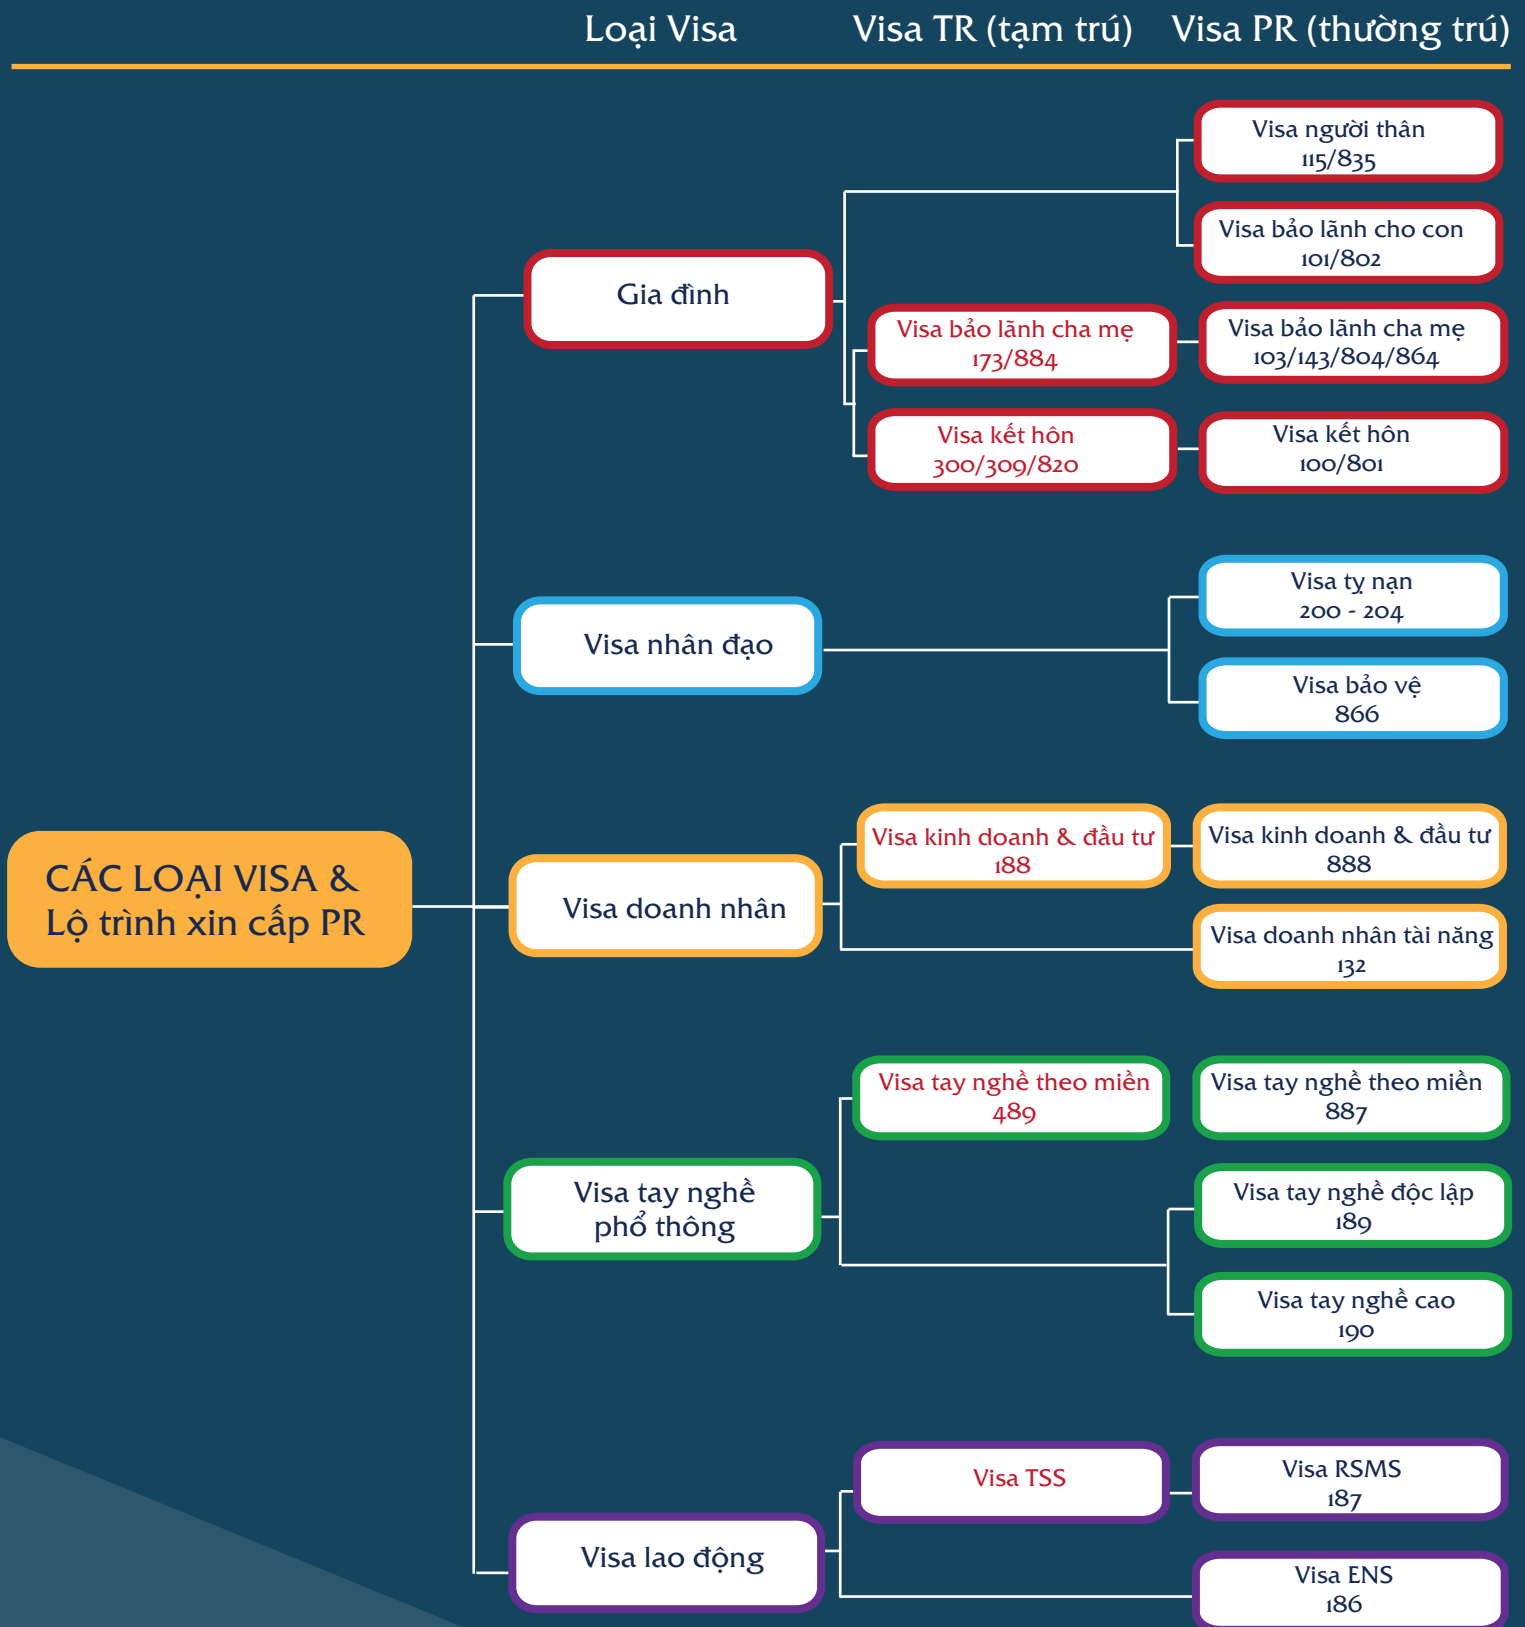 Loại Visa
Visa TR (tạm trú)
Visa PR (thường trú)
CÁC LOẠI VISA &
Lộ trình xin cấp PR
Gia đình
Visa người thân
115/835
Visa bảo lãnh cho con
101/802
Visa bảo lãnh cha mẹ
173/884
Visa bảo lãnh cha mẹ
103/143/804/864
Visa kết hôn
300/309/820
Visa kết hôn
100/801
Visa nhân đạo
Visa tỵ nạn
200 - 204
Visa bảo vệ
866
Visa doanh nhân
Visa kinh doanh & đầu tư
188
Visa kinh doanh & đầu tư
888
Visa doanh nhân tài năng
132
Visa tay nghề
phổ thông
Visa tay nghề theo miền
489
Visa tay nghề theo miền
887
Visa tay nghề độc lập
189
Visa tay nghề cao
190
Visa lao động
Visa TSS
Visa RSMS
187
Visa ENS
186